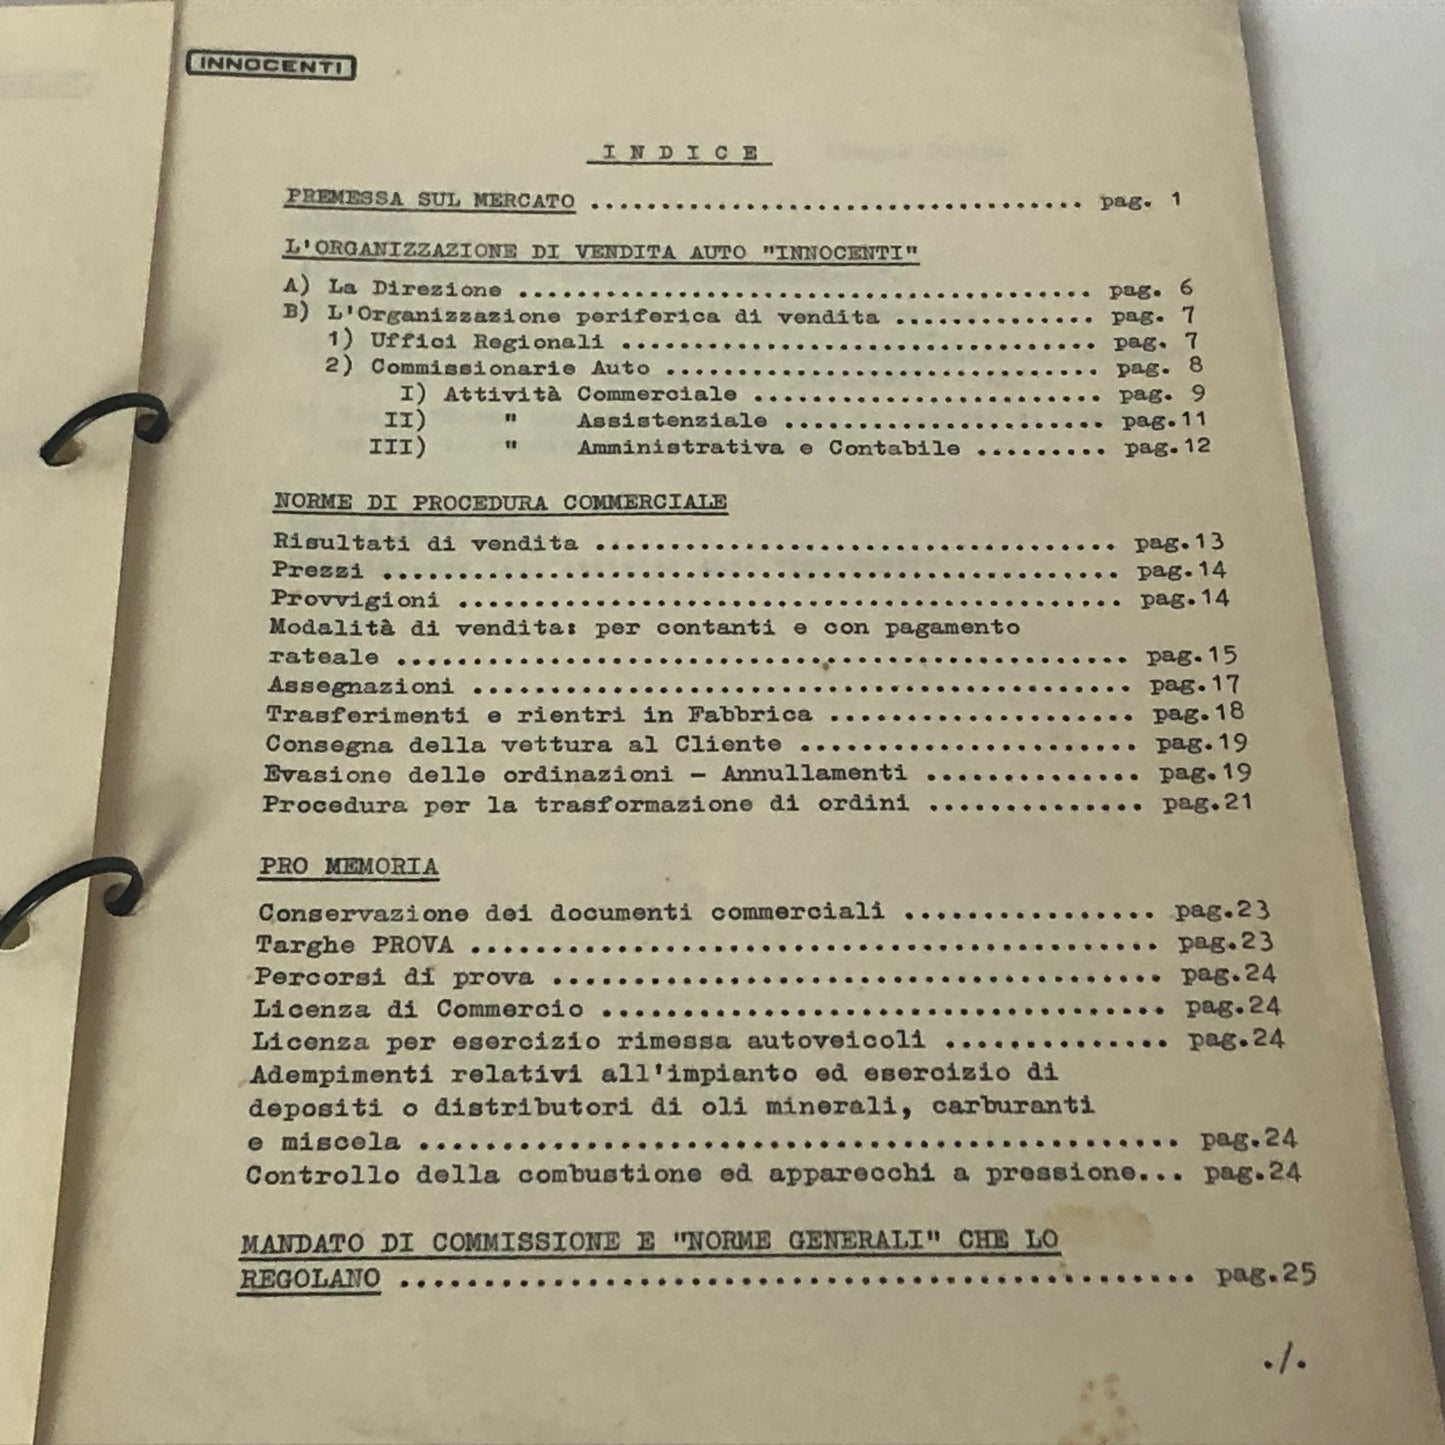 INNOCENTI
I N D I C E
PREMESSA SUL MERCATO .................................. pag. 1
L'ORGANIZZAZIONE DI VENDITA AUTO "INNOCENTI"
A) La Direzione ........................................ pag. 6
B) L'Organizzazione periferica di vendita .............. pag. 7
1) Uffici Regionali ................................. pag. 7
2) Commissionarie Auto .............................. pag. 8
I) Attività Commerciale ........................ pag. 9
II) " Assistenziale ...................... pag.11
III) " Amministrativa e Contabile ......... pag.12
NORME DI PROCEDURA COMMERCIALE
Risultati di vendita ................................... pag.13
Prezzi ................................................. pag.14
Provvigioni ............................................ pag.14
Modalità di vendita: per contanti e con pagamento
rateale ................................................ pag.15
Assegnazioni ........................................... pag.17
Trasferimenti e rientri in Fabbrica .................... pag.18
Consegna della vettura al Cliente ...................... pag.19
Evasione delle ordinazioni - Annullamenti .............. pag.19
Procedura per la trasformazione di ordini .............. pag.21
PRO MEMORIA
Conservazione dei documenti commerciali ................ pag.23
Targhe PROVA ........................................... pag.23
Percorsi di prova ...................................... pag.24
Licenza di Commercio ................................... pag.24
Licenza per esercizio rimessa autoveicoli .............. pag.24
Adempimenti relativi all'impianto ed esercizio di
depositi o distributori di oli minerali, carburanti
e miscela .............................................. pag.24
Controllo della combustione ed apparecchi a pressione... pag.24
MANDATO DI COMMISSIONE E "NORME GENERALI" CHE LO
REGOLANO ............................................... pag.25
./.